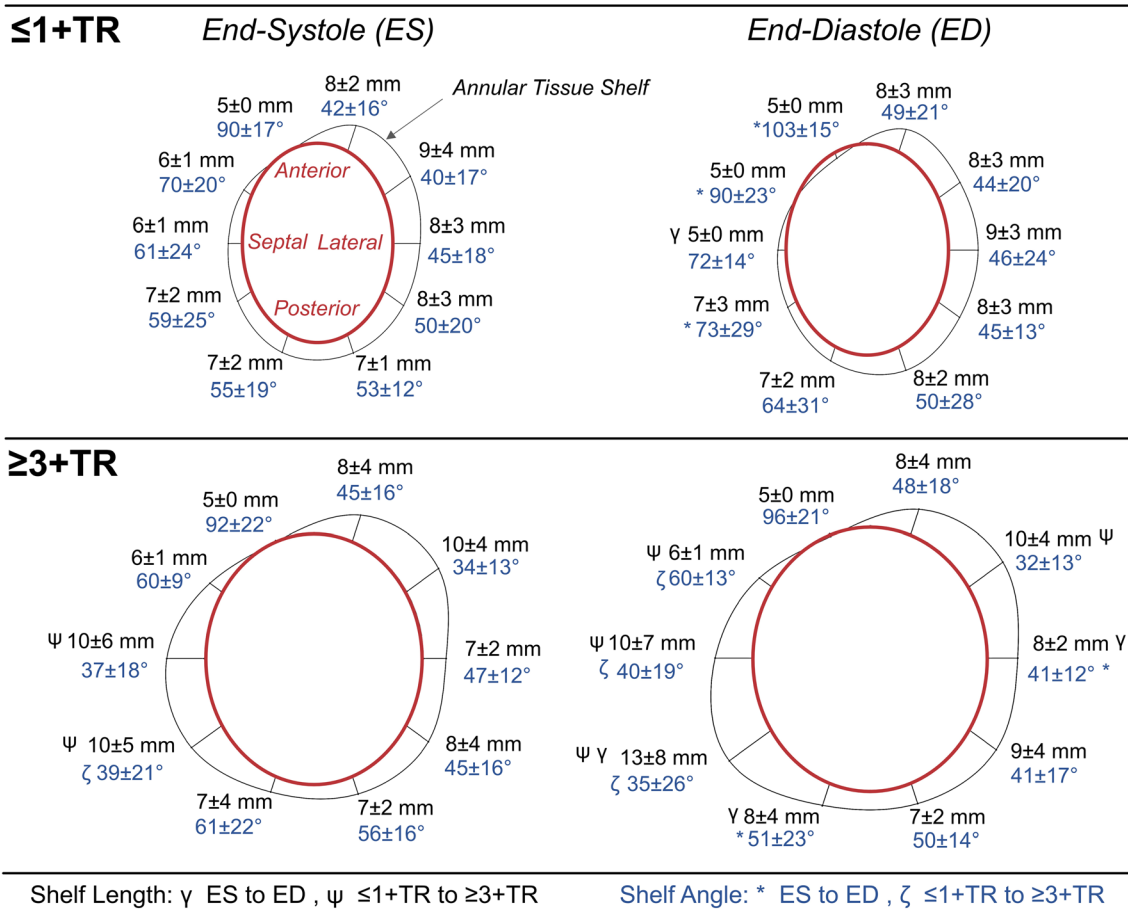 ≤1+TR
End-Systole (ES)
End-Diastole (ED)
8±2 mm
42±16°
Annular Tissue Shelf
5±0 mm
90±17°
9±4 mm
40±17°
6±1 mm
70±20°
Anterior
6±1 mm
61±24°
Septal Lateral
8±3 mm
45±18°
7±2 mm
59±25°
Posterior
8±3 mm
50±20°
7±2 mm
55±19°
7±1 mm
53±12°
8±3 mm
49±21°
5±0 mm
*103±15°
8±3 mm
44±20°
5±0 mm
* 90±23°
γ 5±0 mm
72±14°
9±3 mm
46±24°
7±3 mm
* 73±29°
8±3 mm
45±13°
7±2 mm
64±31°
8±2 mm
50±28°
≥3+TR
8±4 mm
45±16°
5±0 mm
92±22°
10±4 mm
34±13°
6±1 mm
60±9°
ψ 10±6 mm
37±18°
7±2 mm
47±12°
ψ 10±5 mm
ζ 39±21°
8±4 mm
45±16°
7±4 mm
61±22°
7±2 mm
56±16°
8±4 mm
48±18°
5±0 mm
96±21°
10±4 mm ψ
32±13°
ψ 6±1 mm
ζ 60±13°
ψ 10±7 mm
ζ 40±19°
8±2 mm γ
41±12° *
ψ γ 13±8 mm
ζ 35±26°
9±4 mm
41±17°
γ 8±4 mm
* 51±23°
7±2 mm
50±14°
Shelf Length: γ ES to ED , ψ ≤1+TR to ≥3+TR
Shelf Angle: * ES to ED , ζ ≤1+TR to ≥3+TR